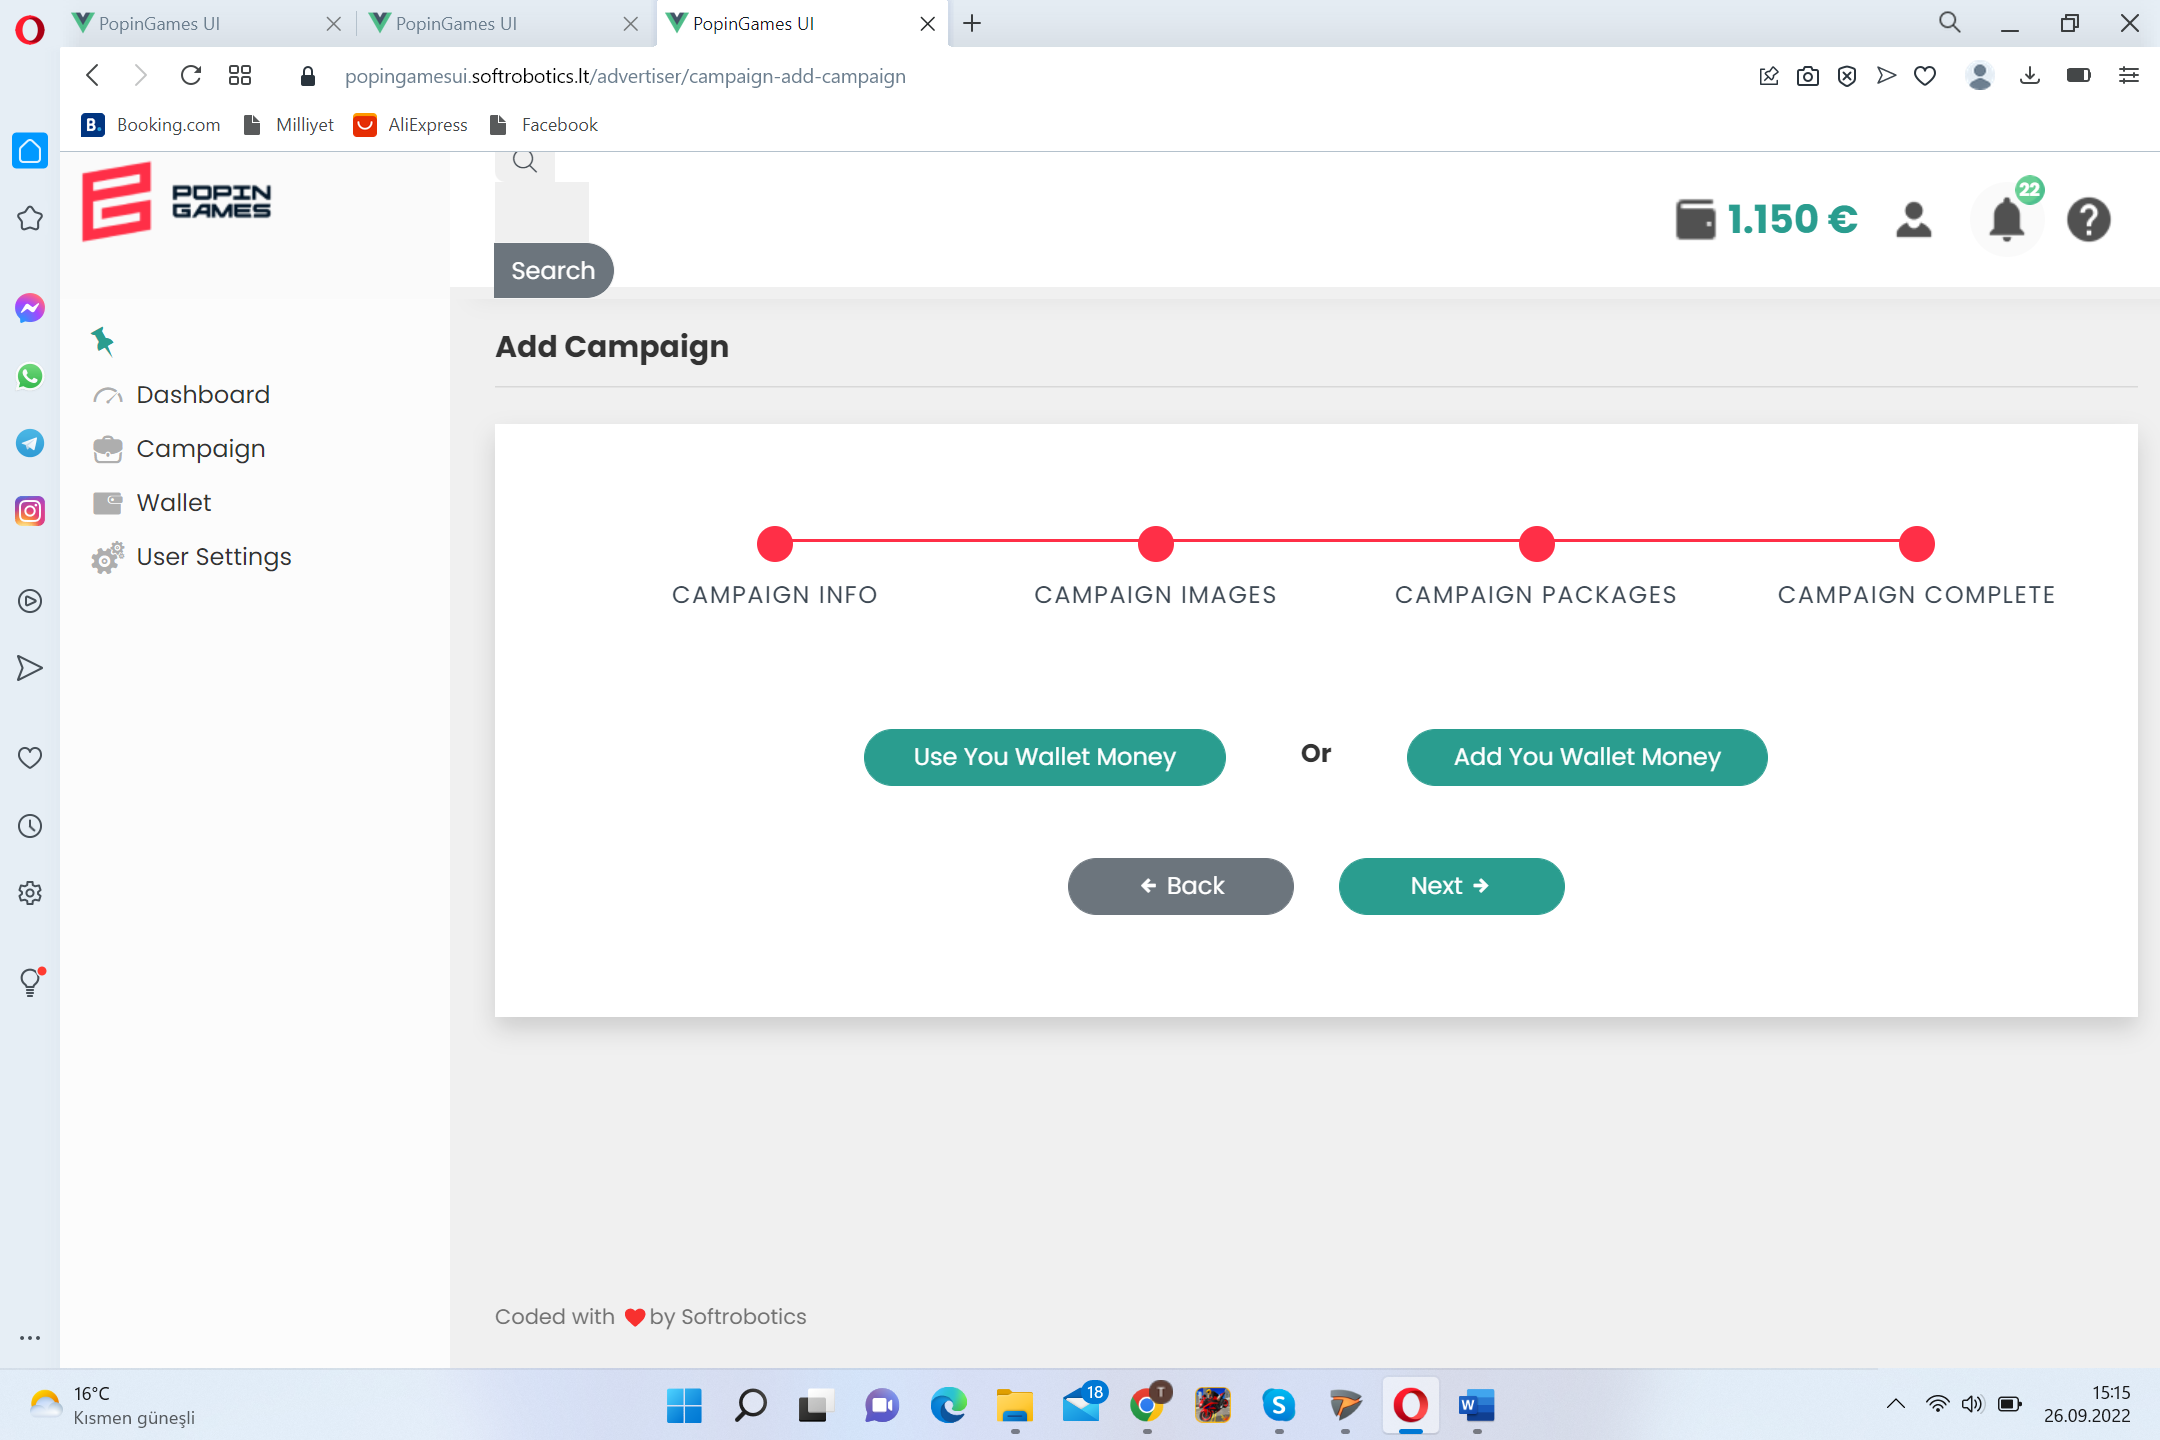 PopinGames UI
PopinGames UI
PopinGames UI
popingamesui.softrobotics.lt/advertiser/campaign-add-campaign
B. Booking.com
Milliyet
AliExpress
Facebook
POPIN
GAMES
1.150 €
22
Search
Add Campaign
Dashboard
Campaign
Wallet
User Settings
CAMPAIGN INFO
CAMPAIGN IMAGES
CAMPAIGN PACKAGES
CAMPAIGN COMPLETE
Use You Wallet Money
Or
Add You Wallet Money
Back
Next
Coded with ❤ by Softrobotics
16°C
Kısmen güneşli
18
T
S
W
15:15
26.09.2022